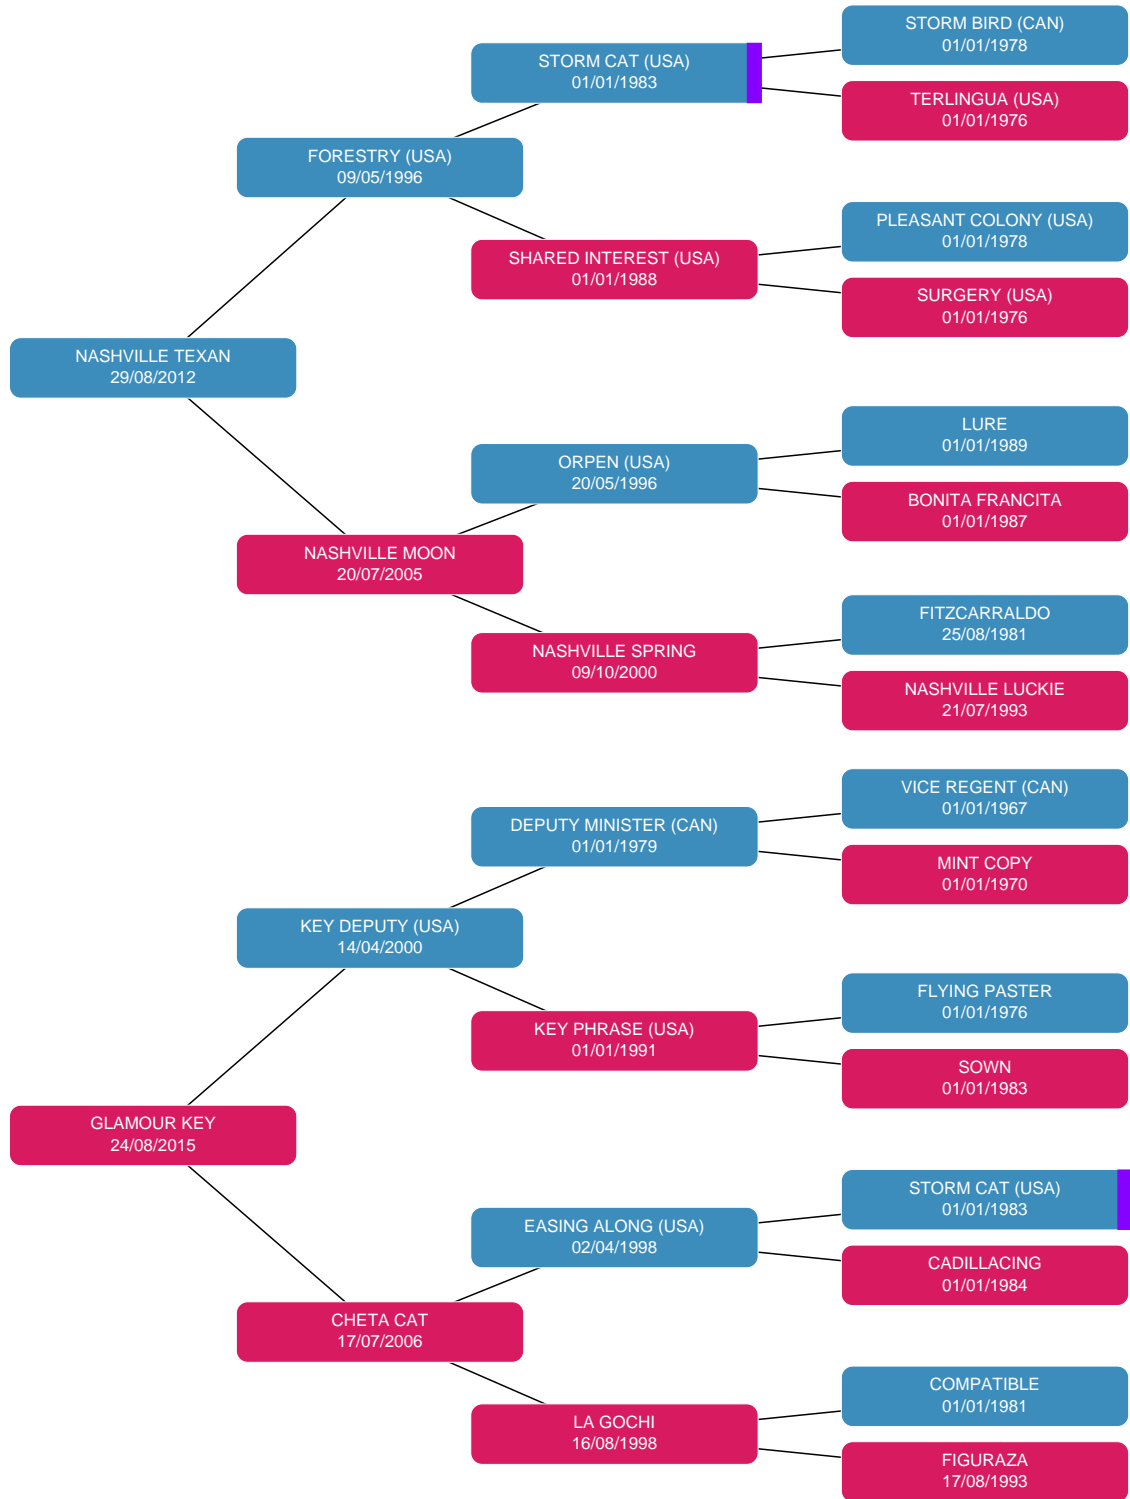 STORM BIRD (CAN)
01/01/1978
STORM CAT (USA)
01/01/1983
TERLINGUA (USA)
01/01/1976
FORESTRY (USA)
09/05/1996
PLEASANT COLONY (USA)
01/01/1978
SHARED INTEREST (USA)
01/01/1988
SURGERY (USA)
01/01/1976
NASHVILLE TEXAN
29/08/2012
LURE
01/01/1989
ORPEN (USA)
20/05/1996
BONITA FRANCITA
01/01/1987
NASHVILLE MOON
20/07/2005
FITZCARRALDO
25/08/1981
NASHVILLE SPRING
09/10/2000
NASHVILLE LUCKIE
21/07/1993
VICE REGENT (CAN)
01/01/1967
DEPUTY MINISTER (CAN)
01/01/1979
MINT COPY
01/01/1970
KEY DEPUTY (USA)
14/04/2000
FLYING PASTER
01/01/1976
KEY PHRASE (USA)
01/01/1991
SOWN
01/01/1983
GLAMOUR KEY
24/08/2015
STORM CAT (USA)
01/01/1983
EASING ALONG (USA)
02/04/1998
CADILLACING
01/01/1984
CHETA CAT
17/07/2006
COMPATIBLE
01/01/1981
LA GOCHI
16/08/1998
FIGURAZA
17/08/1993